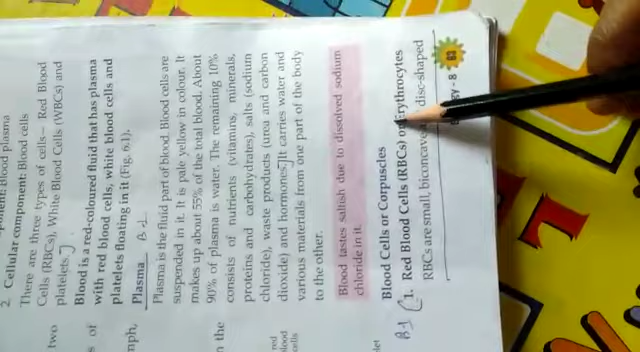 2. Cellular component: Blood cells
There are three types of cells— Red Blood
Cells (RBCs), White Blood Cells (WBCs) and
platelets.
Blood is a red-coloured fluid that has plasma
with red blood cells, white blood cells and
platelets floating in it (Fig. 6.1).
Plasma
Plasma is the fluid part of blood. Blood cells are
suspended in it. It is pale yellow in colour. It
makes up about 55% of the total blood. About
90% of plasma is water. The remaining 10%
consists of nutrients (vitamins, minerals,
proteins and carbohydrates), salts (sodium
chloride), waste products (urea and carbon
dioxide) and hormones. It carries water and
various materials from one part of the body
to the other.
Blood tastes saltish due to dissolved sodium
chloride in it.
Blood Cells or Corpuscles
1. Red Blood Cells (RBCs) or Erythrocytes
RBCs are small, biconcave disc-shaped
- 8 63
two
s of
mph,
n the
red
blood
cells